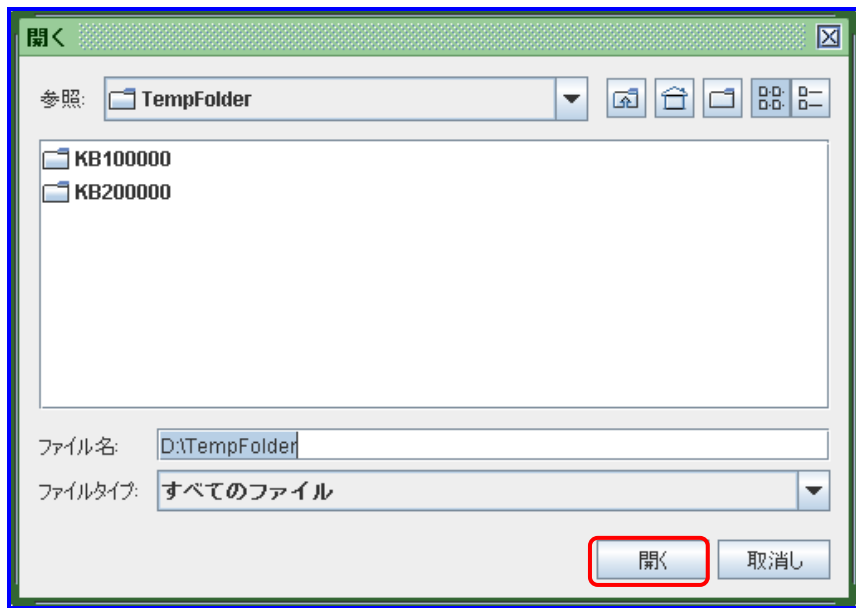 開く
参照: TempFolder
KB100000
KB200000
ファイル名: D:\TempFolder
ファイルタイプ: すべてのファイル
開く 取消し